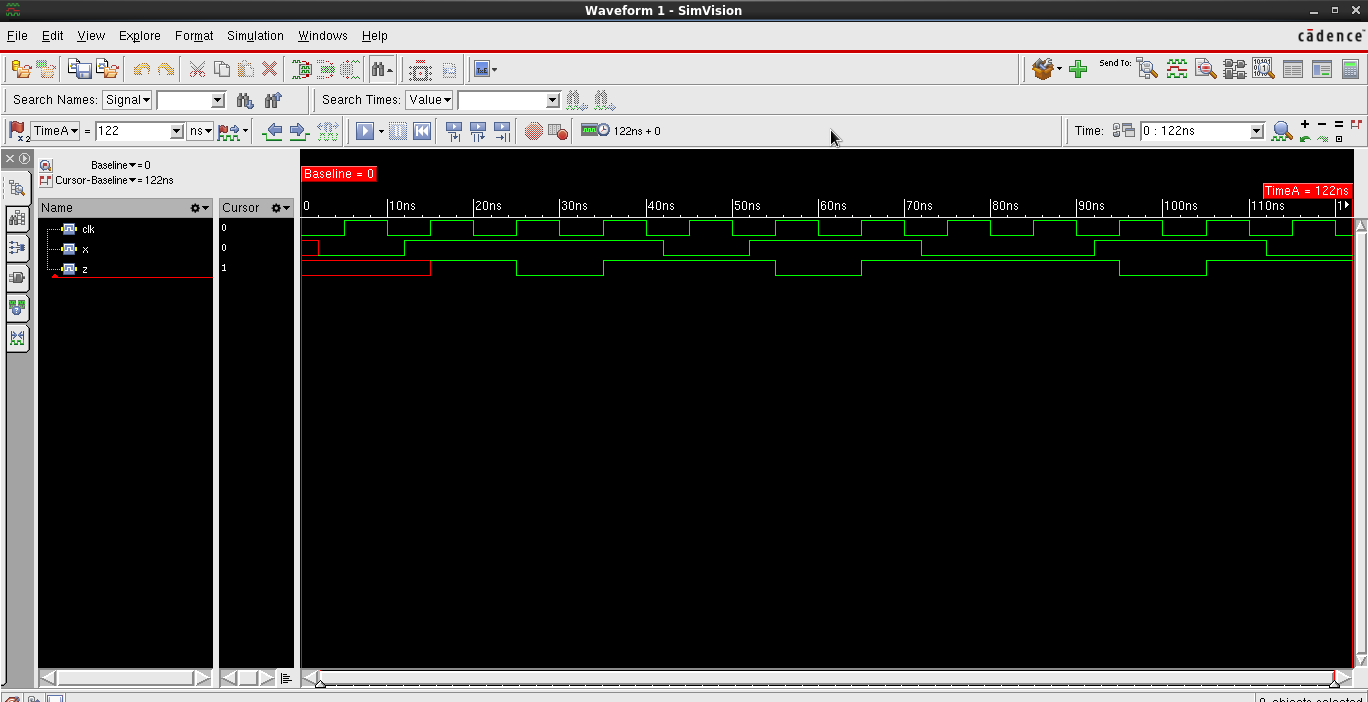 Waveform 1 - SimVision
File Edit View Explore Format Simulation Windows Help
cādence
Send To:
Search Names: Signal Search Times: Value
TimeA = 122 ns 122ns + 0 Time: 0 : 122ns
Baseline = 0
Cursor-Baseline = 122ns
Baseline = 0
TimeA = 122ns
Name Cursor 0 10ns 20ns 30ns 40ns 50ns 60ns 70ns 80ns 90ns 100ns 110ns 1
clk 0
x 0
z 1
0 objects selected